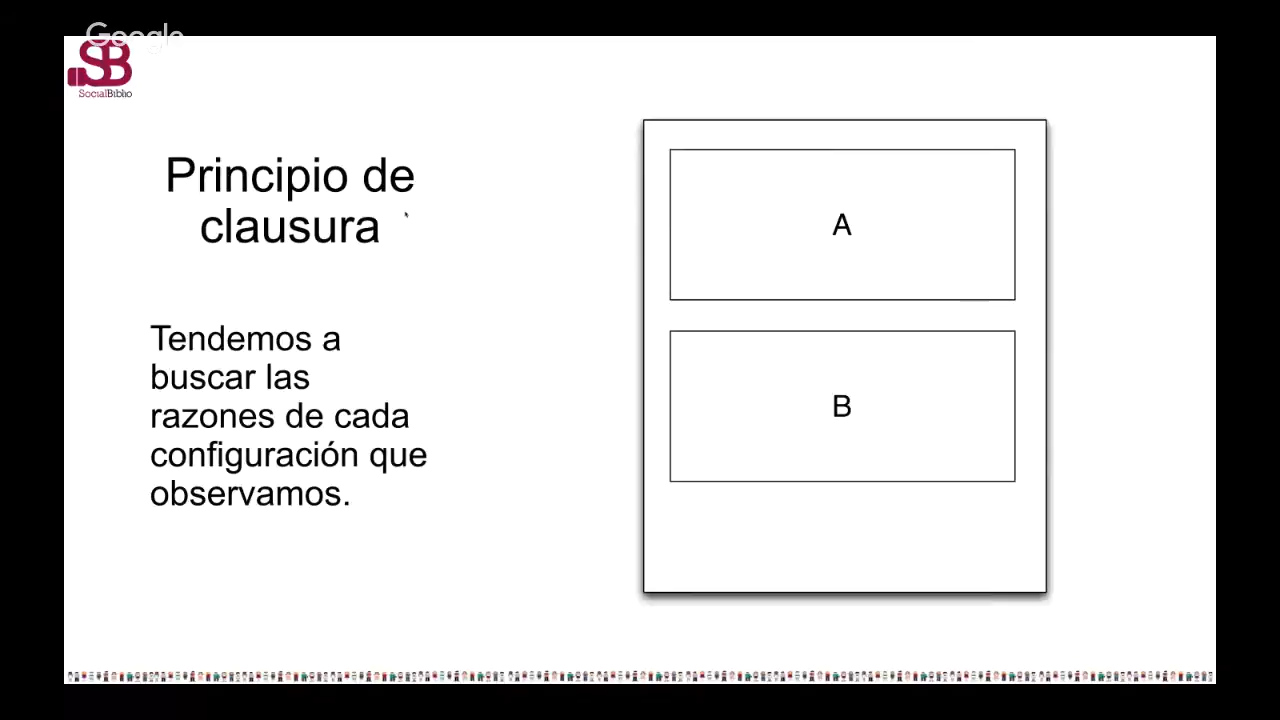 Google
SB
SocialBiblio
Principio de
clausura
Tendemos a
buscar las
razones de cada
configuración que
observamos.
A
B